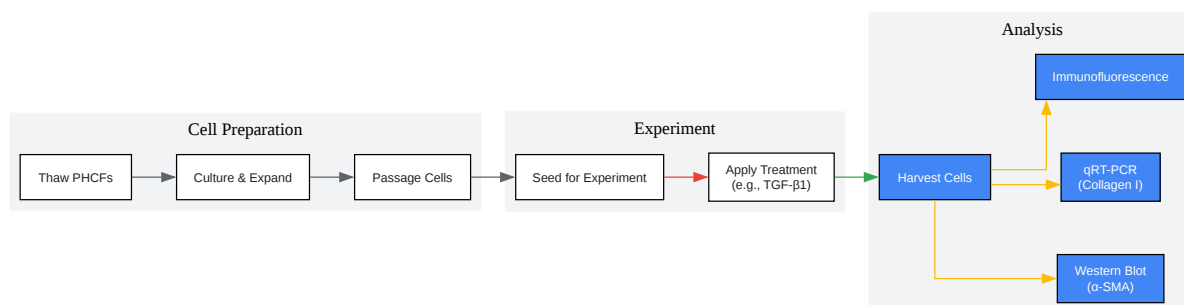 Cell Preparation
Thaw PHCFs
Culture & Expand
Passage Cells
Experiment
Seed for Experiment
Apply Treatment
(e.g., TGF-β1)
Analysis
Harvest Cells
Immunofluorescence
qRT-PCR
(Collagen I)
Western Blot
(α-SMA)